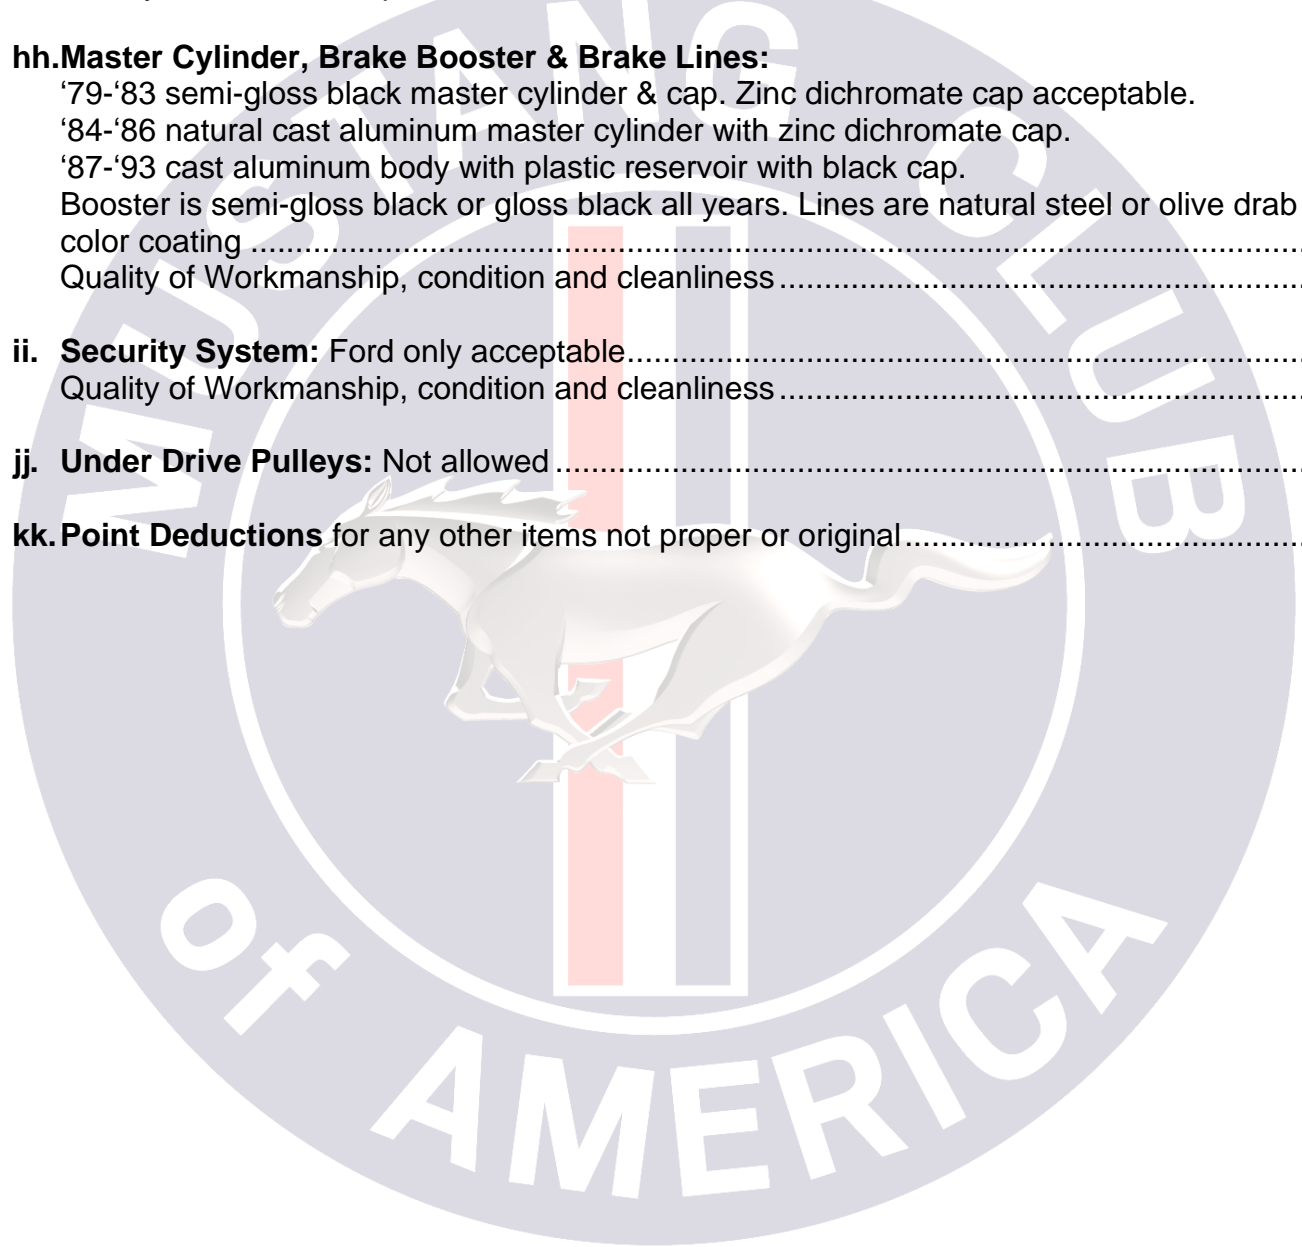 hh.Master Cylinder, Brake Booster & Brake Lines:
‘79-‘83 semi-gloss black master cylinder & cap. Zinc dichromate cap acceptable.
‘84-‘86 natural cast aluminum master cylinder with zinc dichromate cap.
‘87-‘93 cast aluminum body with plastic reservoir with black cap.
Booster is semi-gloss black or gloss black all years. Lines are natural steel or olive drab
color coating ........................................................................................................................
Quality of Workmanship, condition and cleanliness ............................................................
ii. Security System: Ford only acceptable.............................................................................
Quality of Workmanship, condition and cleanliness ............................................................
jj. Under Drive Pulleys: Not allowed .....................................................................................
kk. Point Deductions for any other items not proper or original.............................................
MUSTANG CLUB
of AMERICA